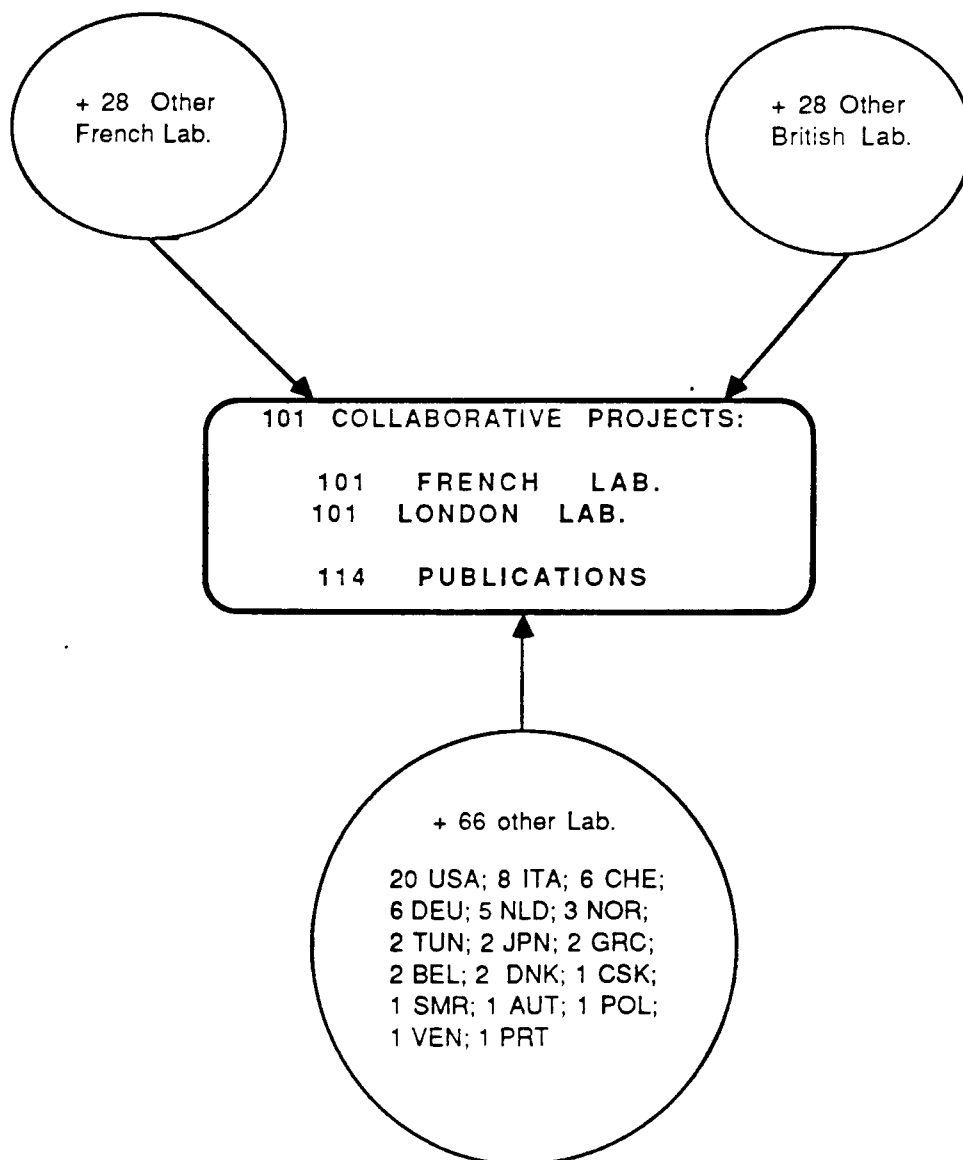 + 28 Other
French Lab.
+ 28 Other
British Lab.
101 COLLABORATIVE PROJECTS:
101 FRENCH LAB.
101 LONDON LAB.
114 PUBLICATIONS
+ 66 other Lab.
20 USA; 8 ITA; 6 CHE;
6 DEU; 5 NLD; 3 NOR;
2 TUN; 2 JPN; 2 GRC;
2 BEL; 2 DNK; 1 CSK;
1 SMR; 1 AUT; 1 POL;
1 VEN; 1 PRT